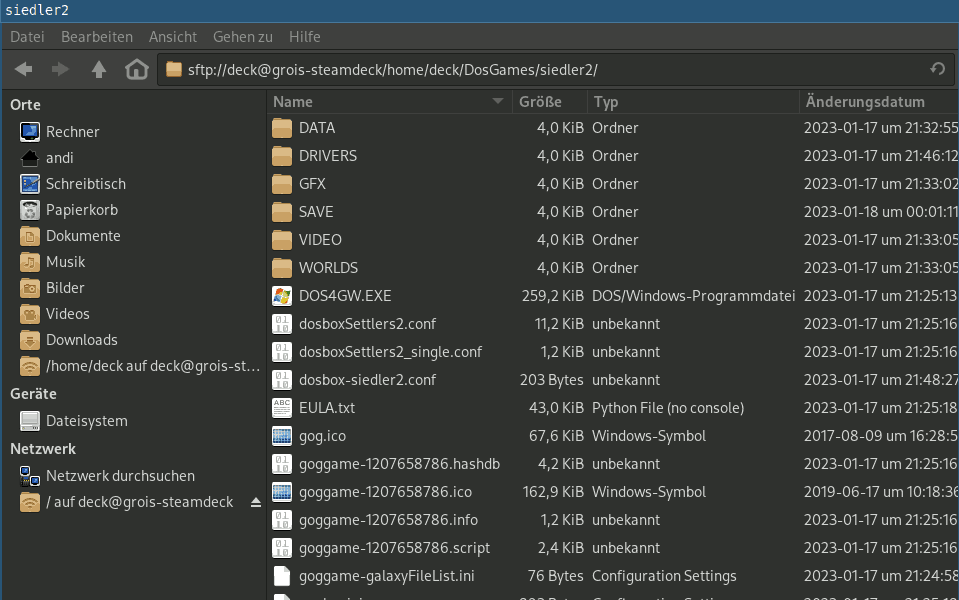 siedler2
Datei Bearbeiten Ansicht Gehen zu Hilfe
sftp://deck@grois-steamdeck/home/deck/DosGames/siedler2/
Orte
Rechner
andi
Schreibtisch
Papierkorb
Dokumente
Musik
Bilder
Videos
Downloads
/home/deck auf deck@grois-st...
Geräte
Dateisystem
Netzwerk
Netzwerk durchsuchen
/ auf deck@grois-steamdeck
Name Größe Typ Änderungsdatum
DATA 4,0 KiB Ordner 2023-01-17 um 21:32:55
DRIVERS 4,0 KiB Ordner 2023-01-17 um 21:46:12
GFX 4,0 KiB Ordner 2023-01-17 um 21:33:02
SAVE 4,0 KiB Ordner 2023-01-18 um 00:01:11
VIDEO 4,0 KiB Ordner 2023-01-17 um 21:33:05
WORLDS 4,0 KiB Ordner 2023-01-17 um 21:33:05
DOS4GW.EXE 259,2 KiB DOS/Windows-Programmdatei 2023-01-17 um 21:25:13
dosboxSettlers2.conf 11,2 KiB unbekannt 2023-01-17 um 21:25:16
dosboxSettlers2_single.conf 1,2 KiB unbekannt 2023-01-17 um 21:25:16
dosbox-siedler2.conf 203 Bytes unbekannt 2023-01-17 um 21:48:27
EULA.txt 43,0 KiB Python File (no console) 2023-01-17 um 21:25:18
gog.ico 67,6 KiB Windows-Symbol 2017-08-09 um 16:28:5
goggame-1207658786.hashdb 4,2 KiB unbekannt 2023-01-17 um 21:25:16
goggame-1207658786.ico 162,9 KiB Windows-Symbol 2019-06-17 um 10:18:36
goggame-1207658786.info 1,2 KiB unbekannt 2023-01-17 um 21:25:16
goggame-1207658786.script 2,4 KiB unbekannt 2023-01-17 um 21:25:16
goggame-galaxyFileList.ini 76 Bytes Configuration Settings 2023-01-17 um 21:24:58